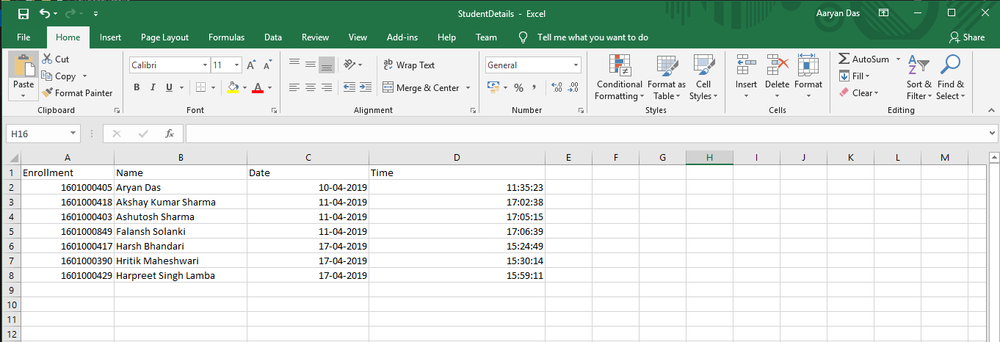 StudentDetails - Excel
Aaryan Das
File Home Insert Page Layout Formulas Data Review View Add-ins Help Team Tell me what you want to do Share
Paste
Cut
Copy
Format Painter
Clipboard
Calibri 11 A A
B I U A
Font
ab Wrap Text
Merge & Center
Alignment
General
% , .0 .00 .00 .0
Number
Conditional Formatting
Format as Table
Cell Styles
Styles
Insert Delete Format
Cells
AutoSum
Fill
Clear
Sort & Filter
Find & Select
Editing
H16 fx
A B C D E F G H I J K L M
1 Enrollment Name Date Time
2 1601000405 Aryan Das 10-04-2019 11:35:23
3 1601000418 Akshay Kumar Sharma 11-04-2019 17:02:38
4 1601000403 Ashutosh Sharma 11-04-2019 17:05:15
5 1601000849 Falansh Solanki 11-04-2019 17:06:39
6 1601000417 Harsh Bhandari 17-04-2019 15:24:49
7 1601000390 Hritik Maheshwari 17-04-2019 15:30:14
8 1601000429 Harpreet Singh Lamba 17-04-2019 15:59:11
9
10
11
12